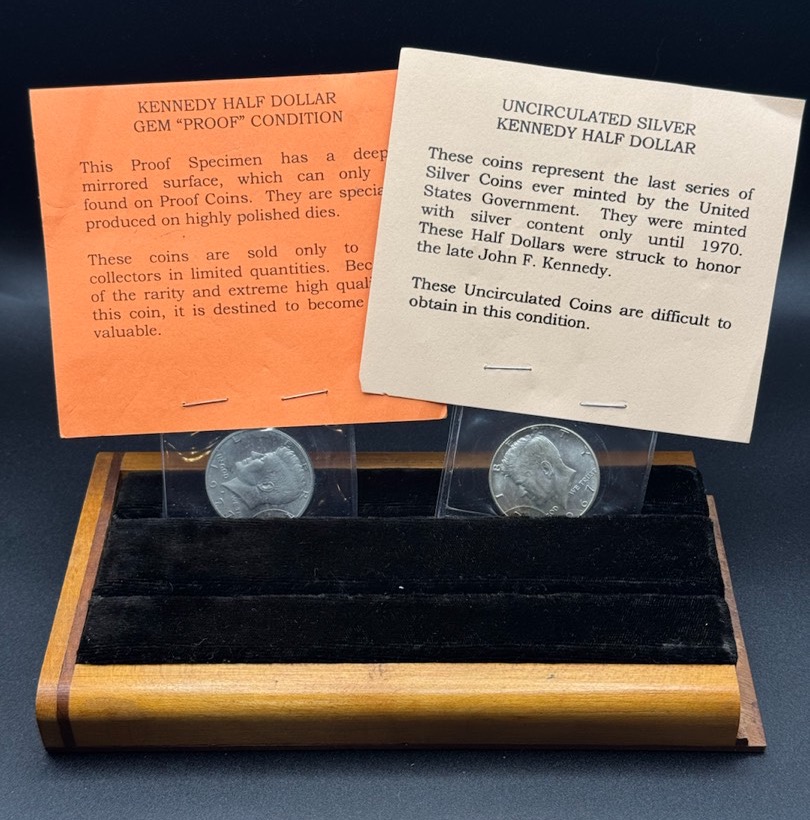 KENNEDY HALF DOLLAR
GEM "PROOF" CONDITION
This Proof Specimen has a deep
mirrored surface, which can only
found on Proof Coins. They are specia
produced on highly polished dies.
These coins are sold only to
collectors in limited quantities. Bec
of the rarity and extreme high quali
this coin, it is destined to become
valuable.
UNCIRCULATED SILVER
KENNEDY HALF DOLLAR
These coins represent the last series of
Silver Coins ever minted by the United
States Government. They were minted
with silver content only until 1970.
These Half Dollars were struck to honor
the late John F. Kennedy.
These Uncirculated Coins are difficult to
obtain in this condition.